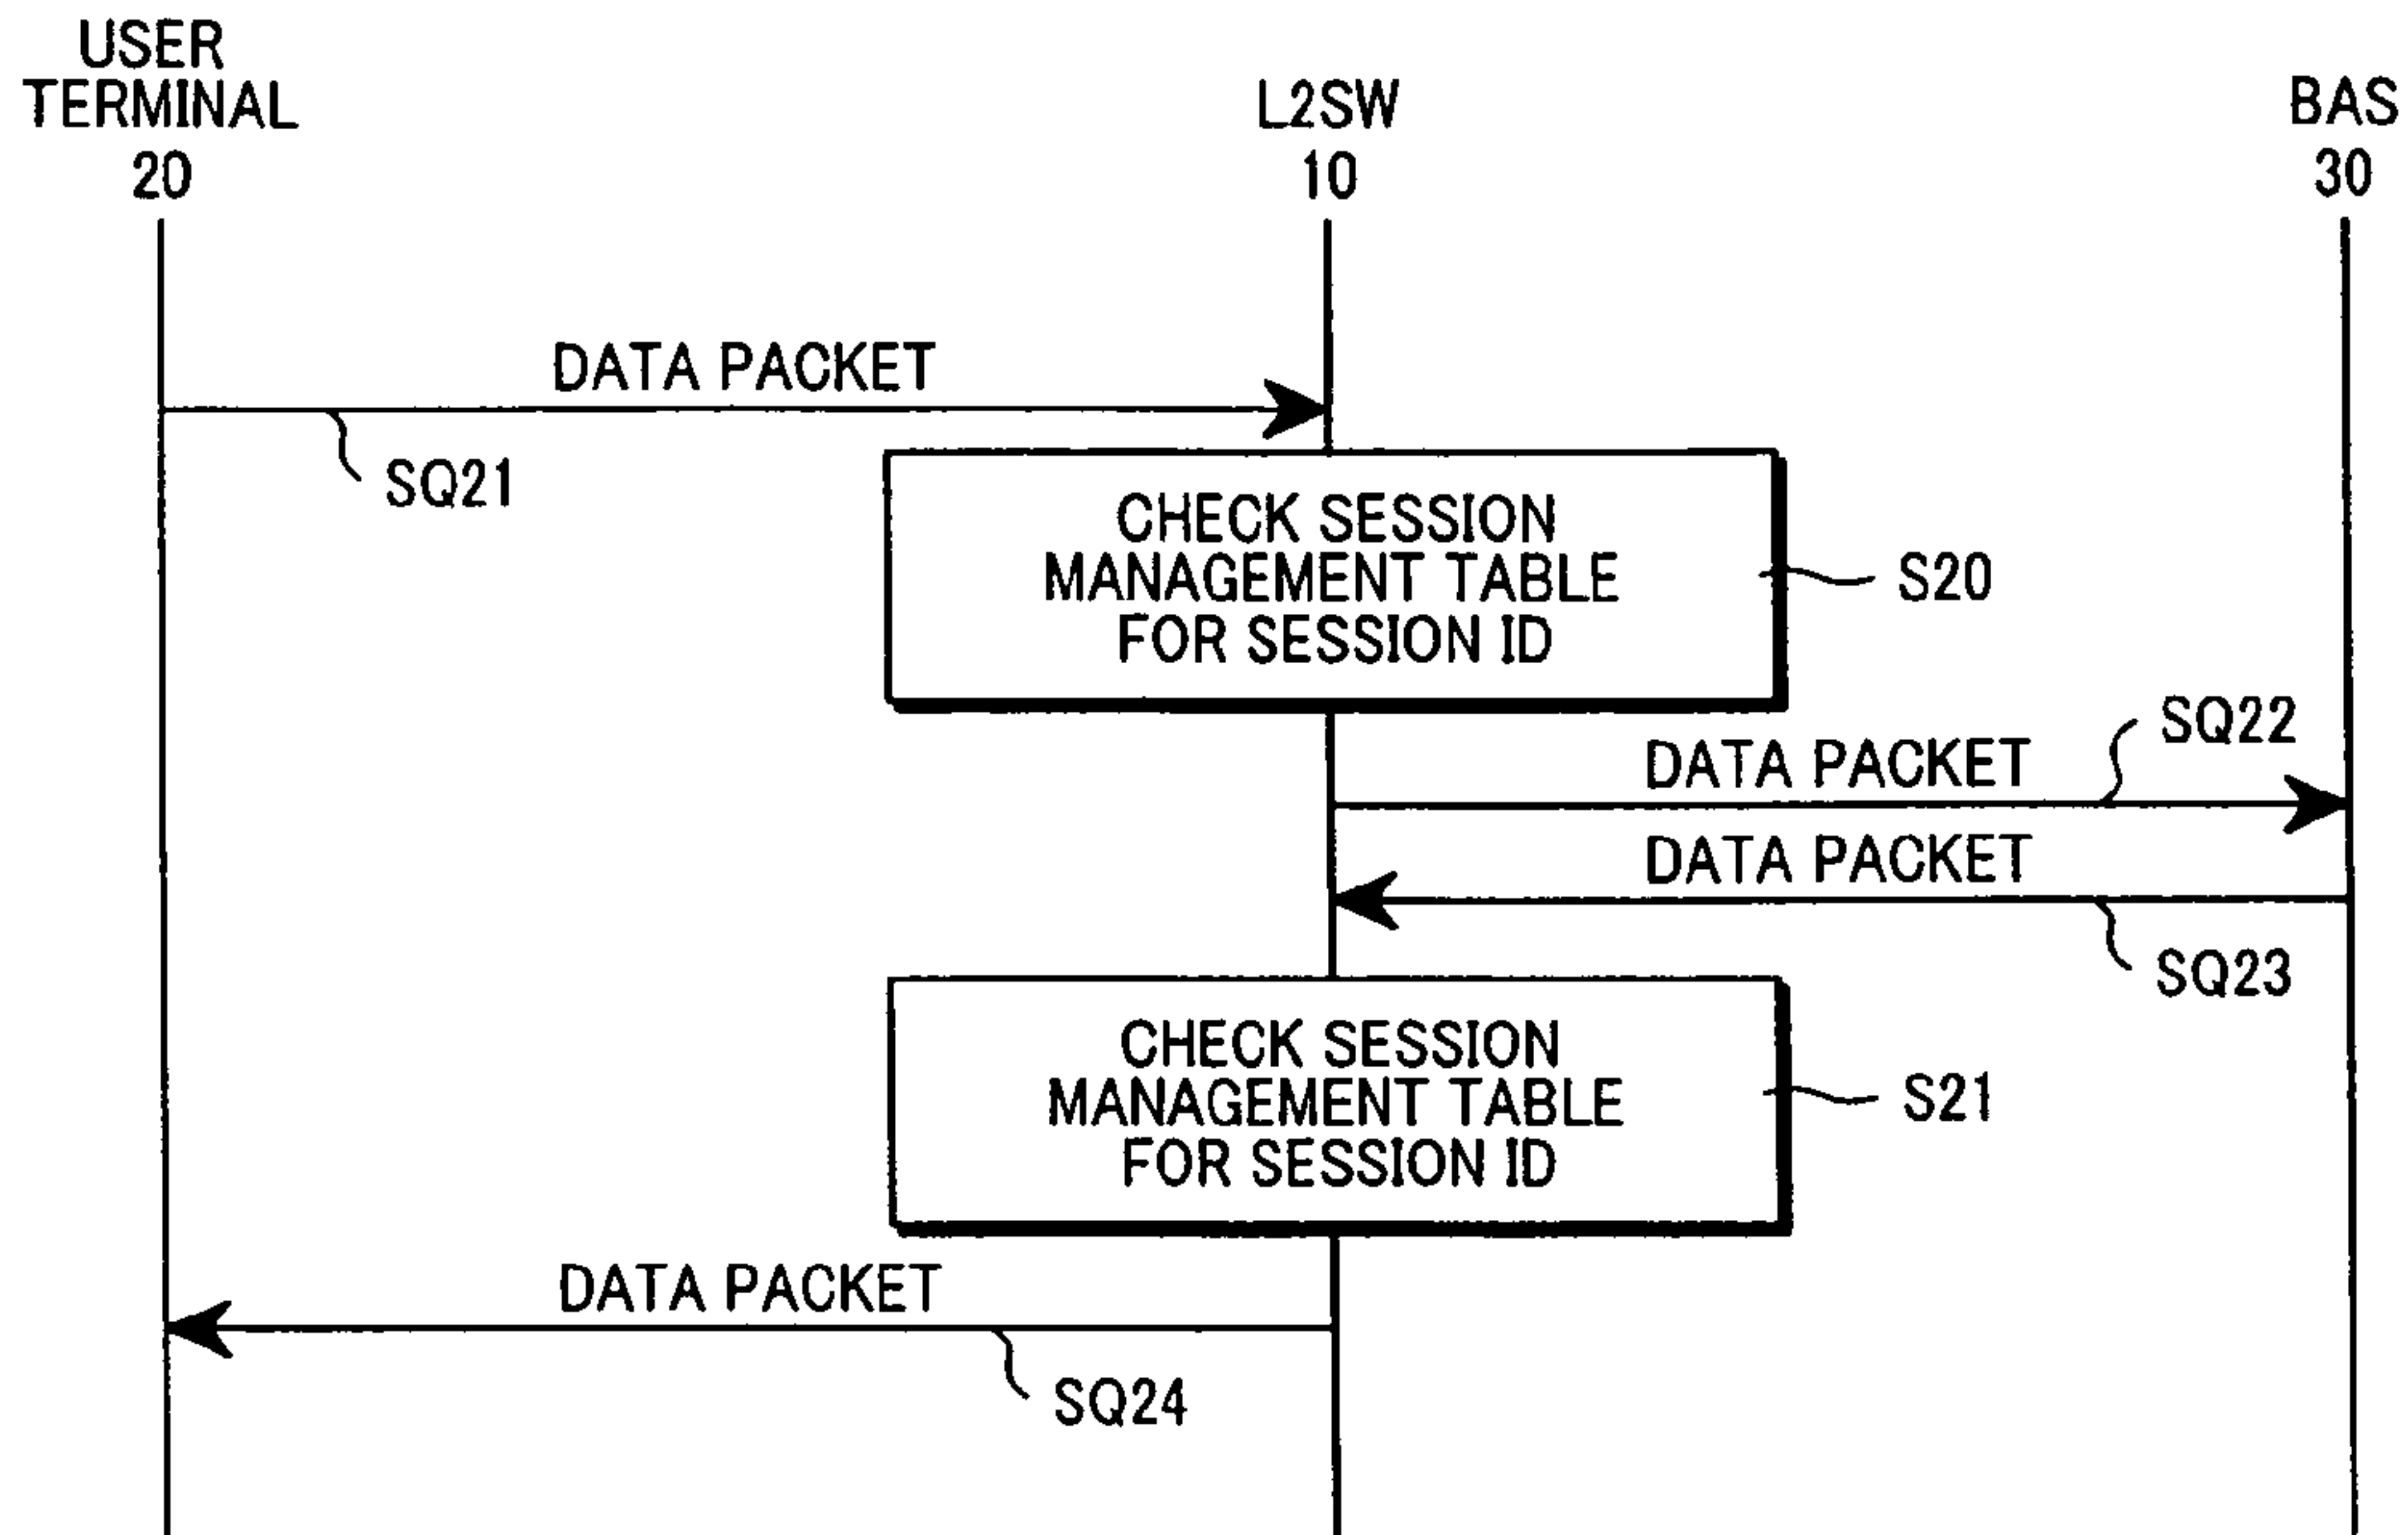 USER
TERMINAL
20
L2SW
10
BAS
30
DATA PACKET
SQ21
CHECK SESSION
MANAGEMENT TABLE
FOR SESSION ID
S20
SQ22
DATA PACKET
DATA PACKET
SQ23
CHECK SESSION
MANAGEMENT TABLE
FOR SESSION ID
S21
DATA PACKET
SQ24